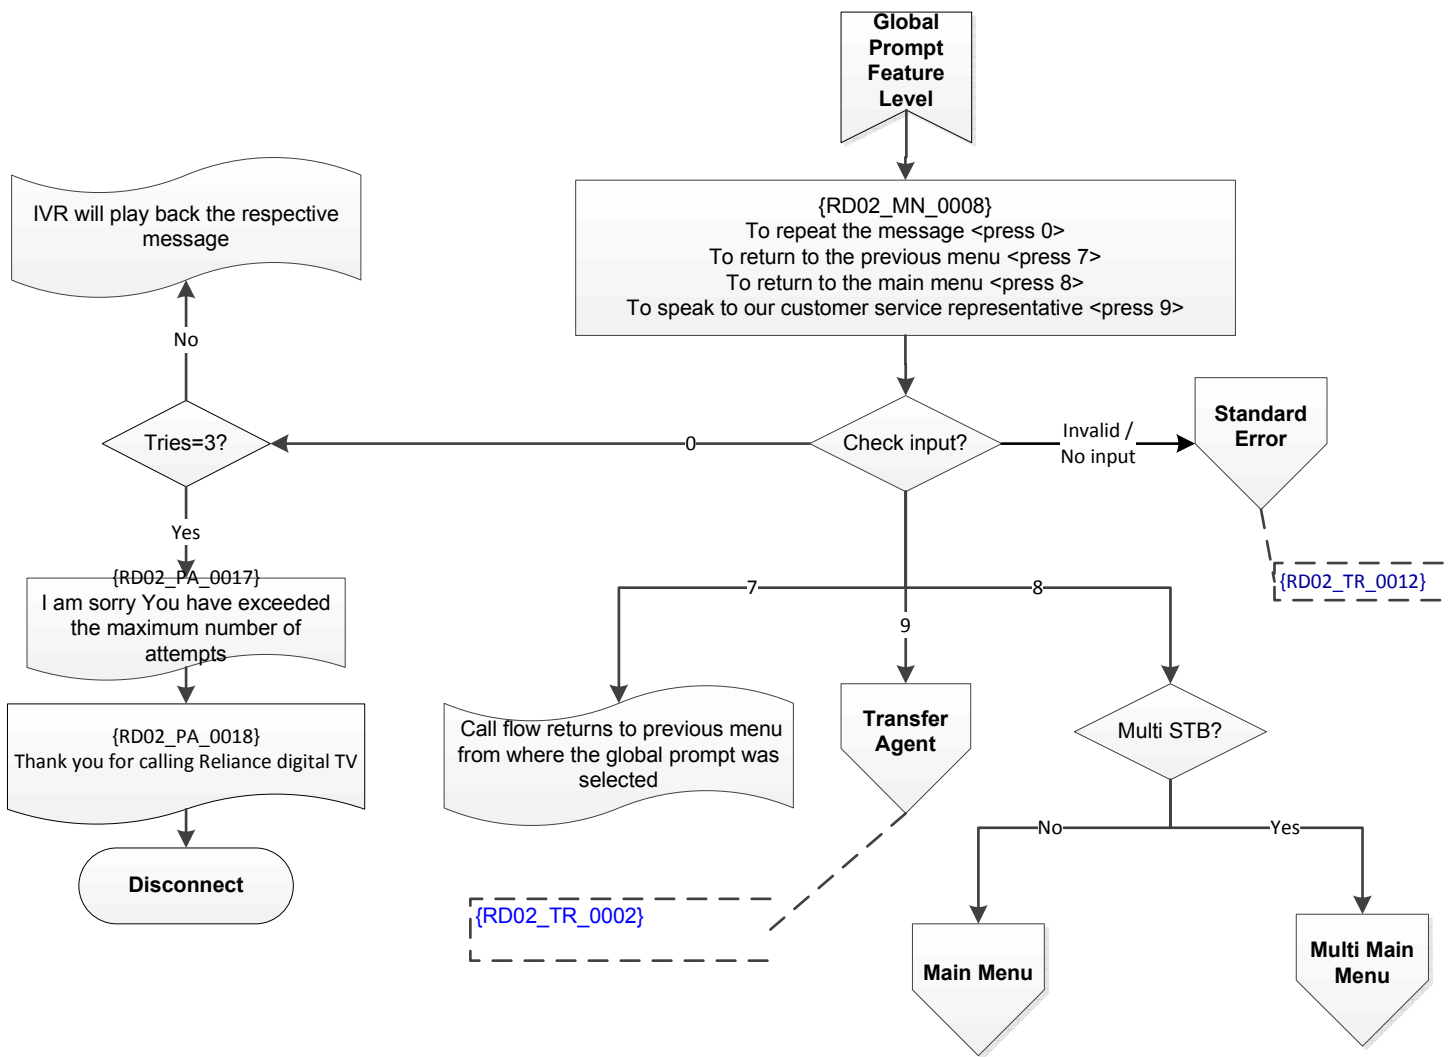 Global
Prompt
Feature
Level
{RD02_MN_0008}
To repeat the message <press 0>
To return to the previous menu <press 7>
To return to the main menu <press 8>
To speak to our customer service representative <press 9>
IVR will play back the respective
message
No
Tries=3?
0
Check input?
Invalid /
No input
Standard
Error
{RD02_TR_0012}
Yes
{RD02_PA_0017}
I am sorry You have exceeded
the maximum number of
attempts
{RD02_PA_0018}
Thank you for calling Reliance digital TV
Disconnect
7
9
8
Call flow returns to previous menu
from where the global prompt was
selected
Transfer
Agent
{RD02_TR_0002}
Multi STB?
No
Yes
Main Menu
Multi Main
Menu